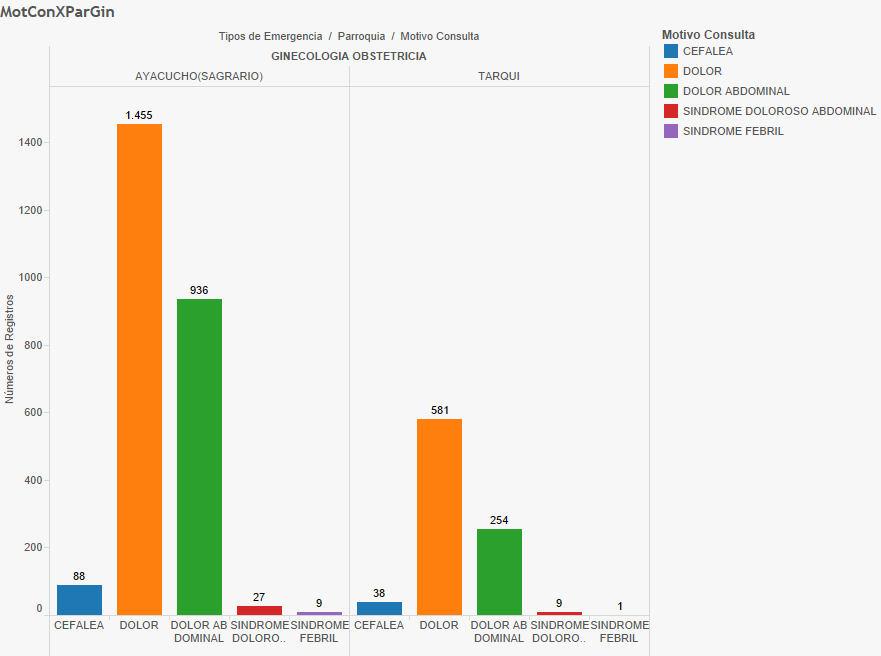 MotConXParGin
Tipos de Emergencia / Parroquia / Motivo Consulta
GINECOLOGIA OBSTETRICIA
AYACUCHO(SAGRARIO)
TARQUI
Motivo Consulta
CEFALEA
DOLOR
DOLOR ABDOMINAL
SINDROME DOLOROSO ABDOMINAL
SINDROME FEBRIL
Números de Registros
1400
1200
1000
800
600
400
200
0
88
1.455
936
27
9
38
581
254
9
1
CEFALEA
DOLOR
DOLOR AB
DOMINAL
SINDROME
DOLORO..
SINDROME
FEBRIL
CEFALEA
DOLOR
DOLOR AB
DOMINAL
SINDROME
DOLORO..
SINDROME
FEBRIL